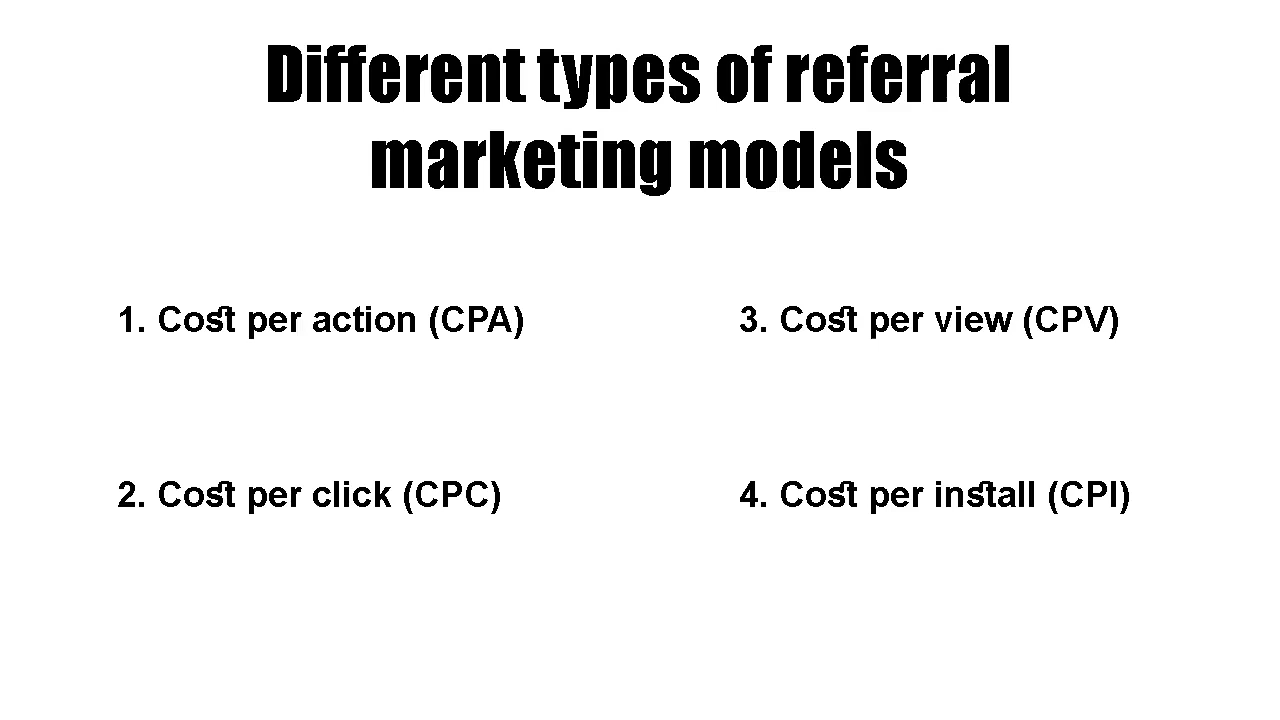 Different types of referral
marketing models
1. Cost per action (CPA)
2. Cost per click (CPC)
3. Cost per view (CPV)
4. Cost per install (CPI)